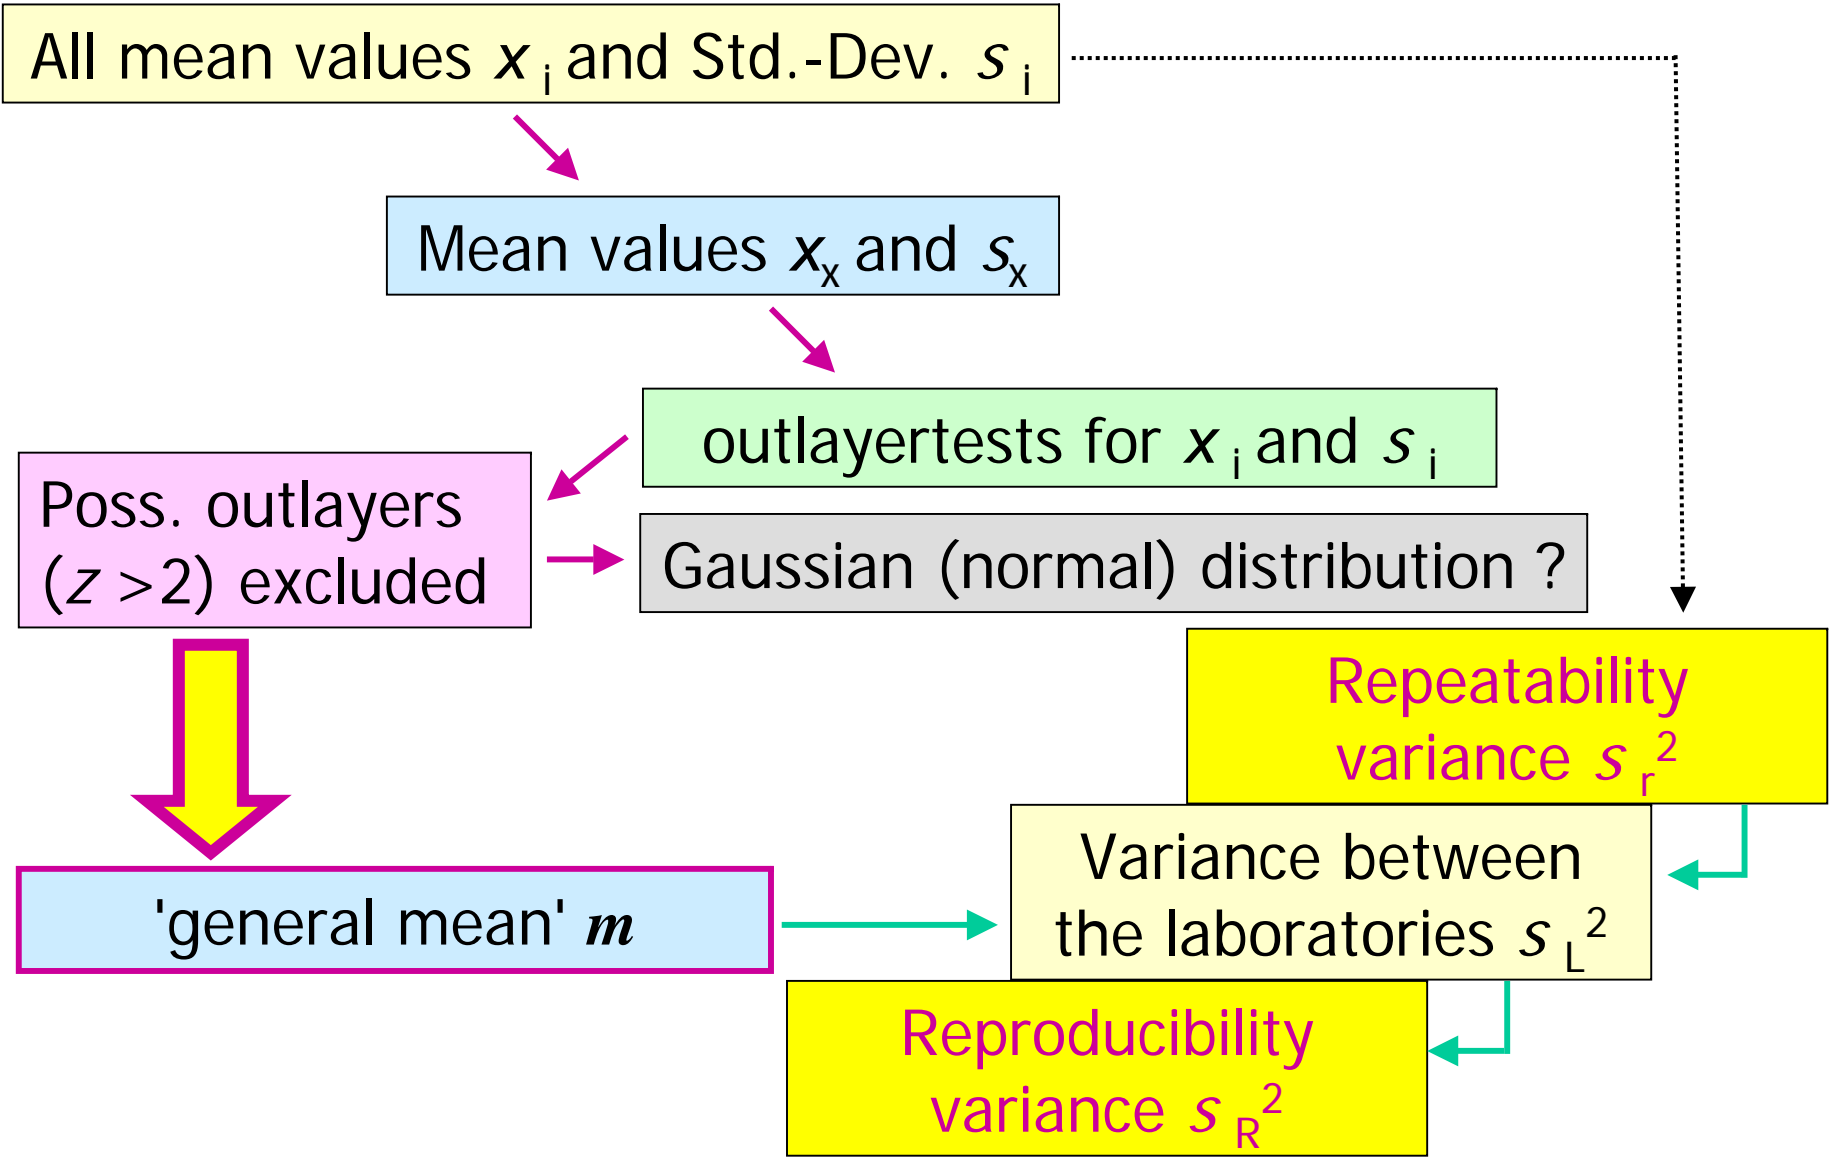 All mean values x i and Std.-Dev. s i
Mean values xx and sx
outlayertests for x i and s i
Poss. outlayers
(z >2) excluded
Gaussian (normal) distribution ?
Repeatability
variance s r2
Variance between
the laboratories s L2
'general mean' m
Reproducibility
variance s R2